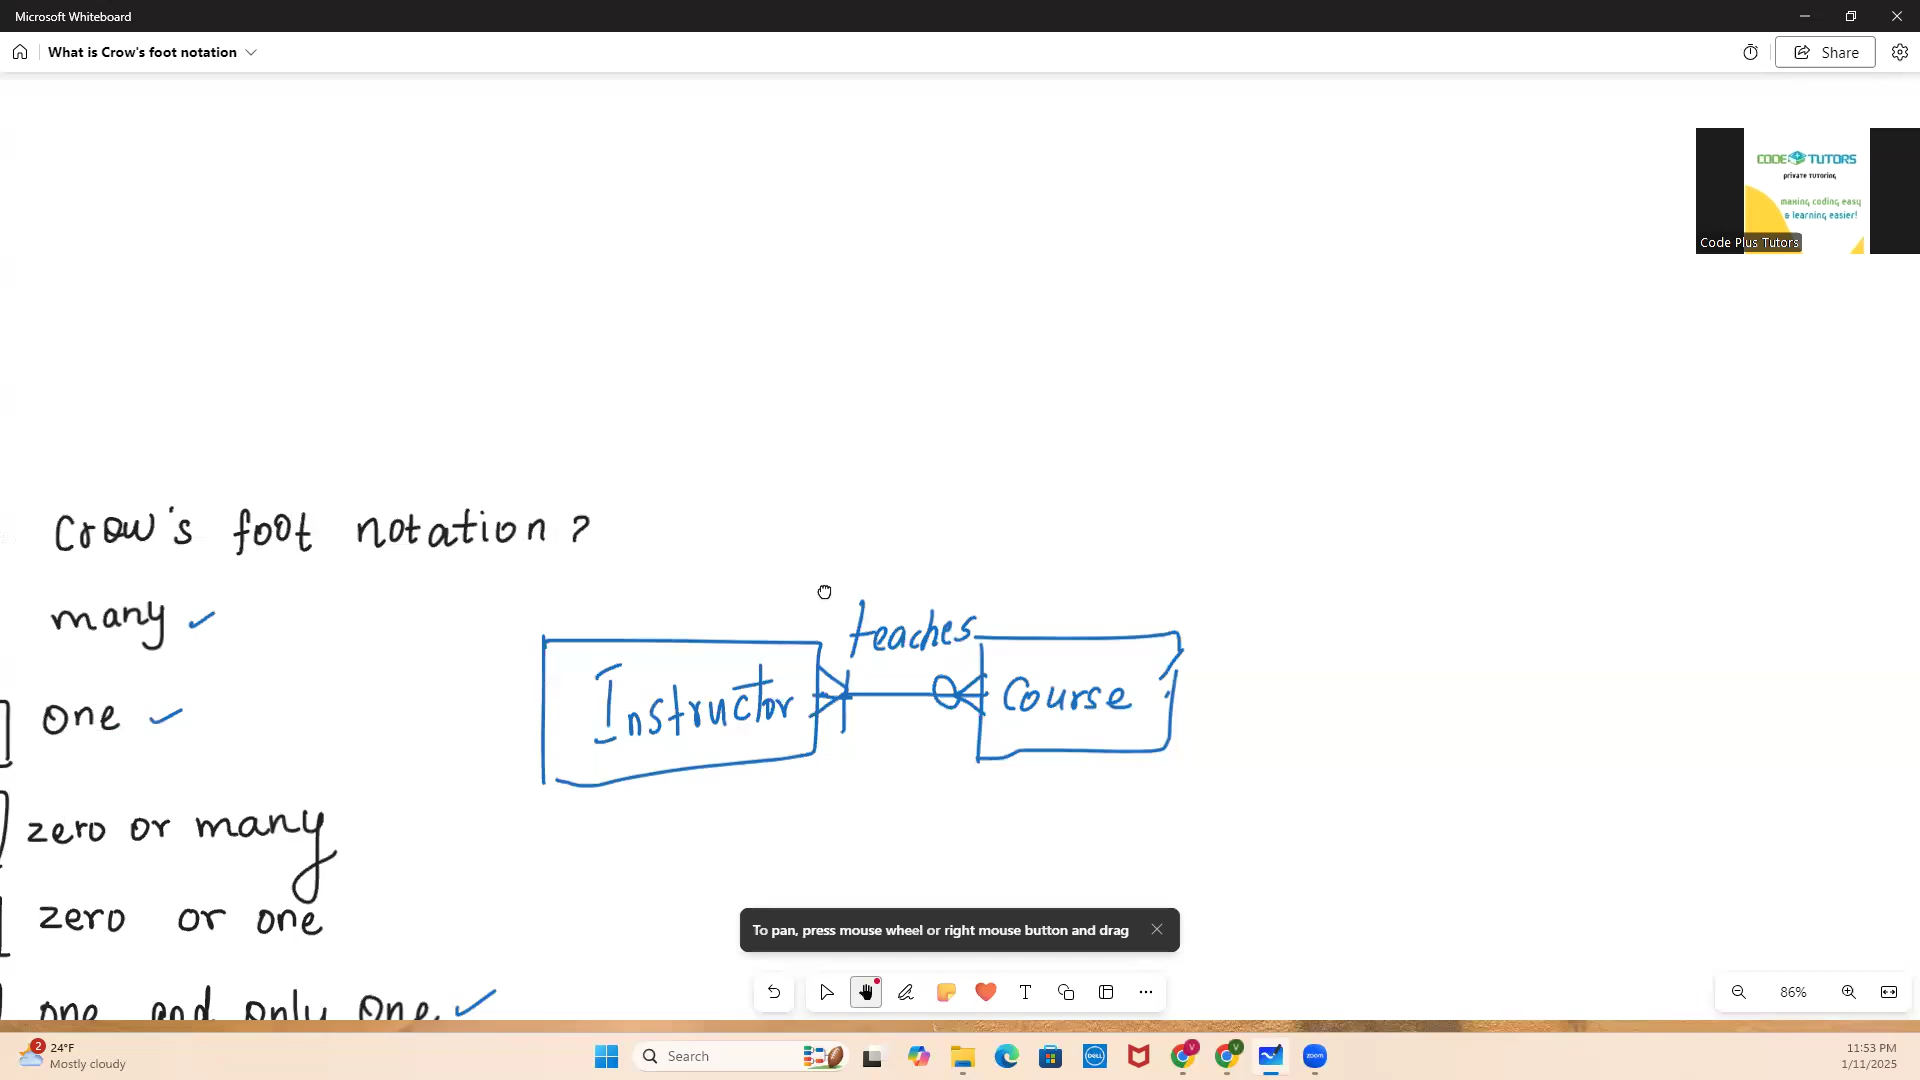 Microsoft Whiteboard
What is Crow's foot notation
Share
CODE TUTORS
private tutoring
making coding easy
& learning easier!
Code Plus Tutors
Crow's foot notation?
many
teaches
Instructor
Course
one
zero or many
zero or one
one and only one
To pan, press mouse wheel or right mouse button and drag
86%
2
24°F
Mostly cloudy
Search
DELL
V
V
zoom
11:53 PM
1/11/2025